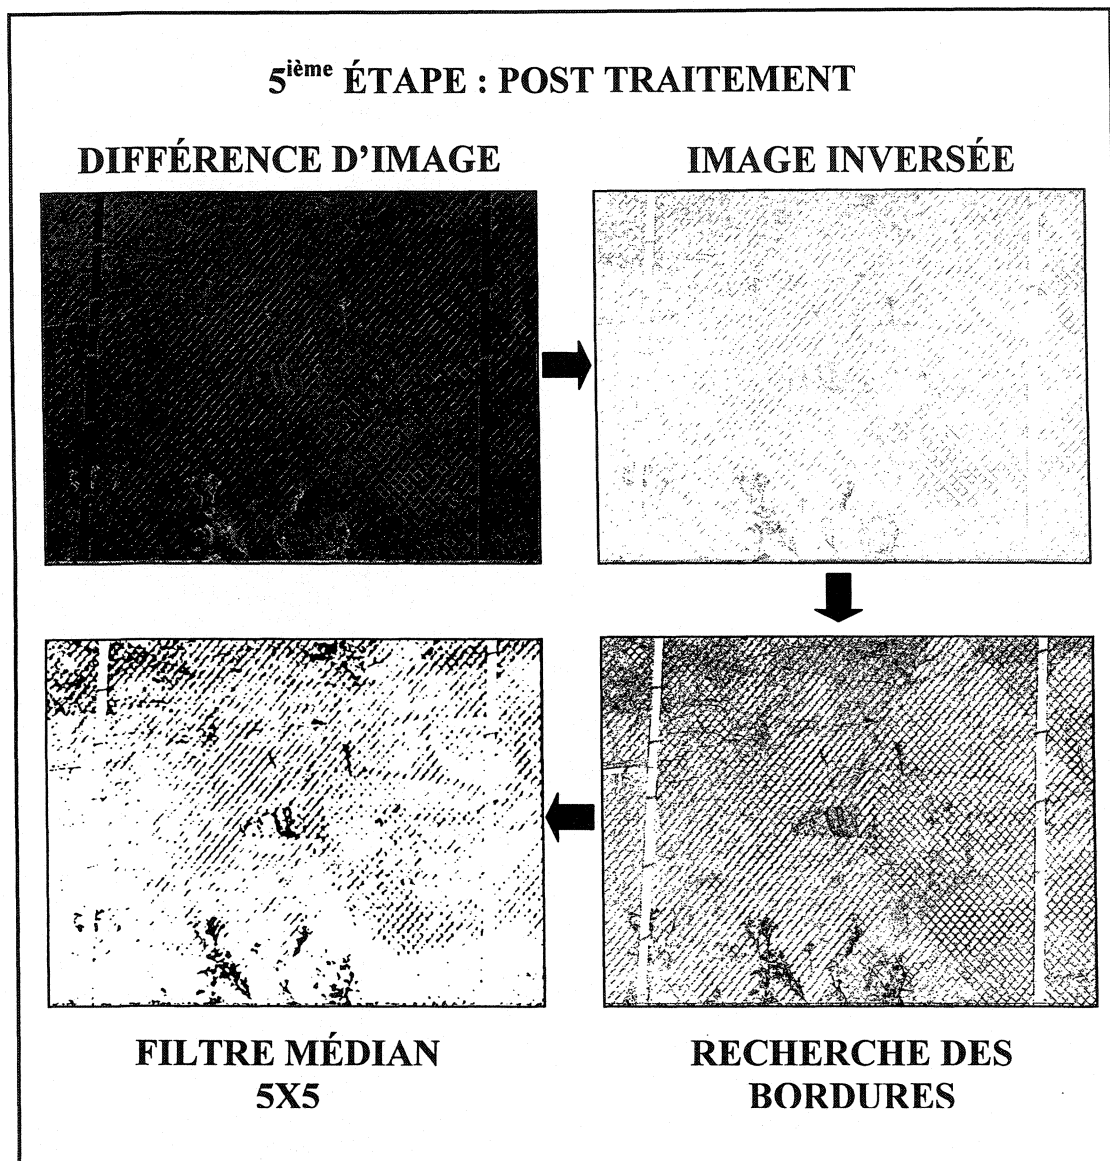 5ième ÉTAPE : POST TRAITEMENT
DIFFÉRENCE D'IMAGE
IMAGE INVERSÉE
FILTRE MÉDIAN
5X5
RECHERCHE DES
BORDURES